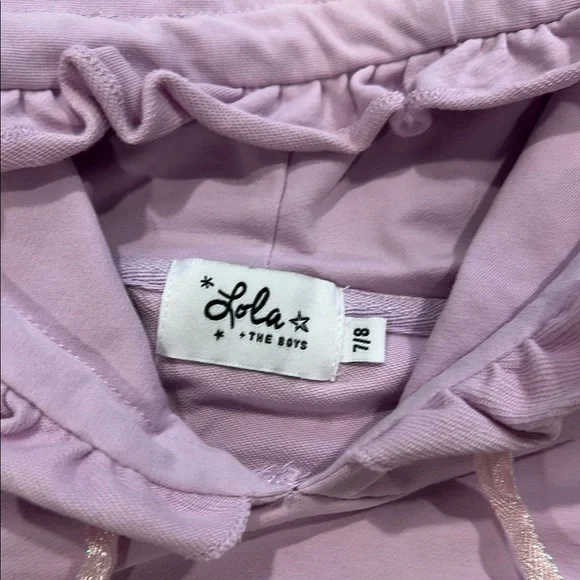 Lola
+ THE BOYS
7/8